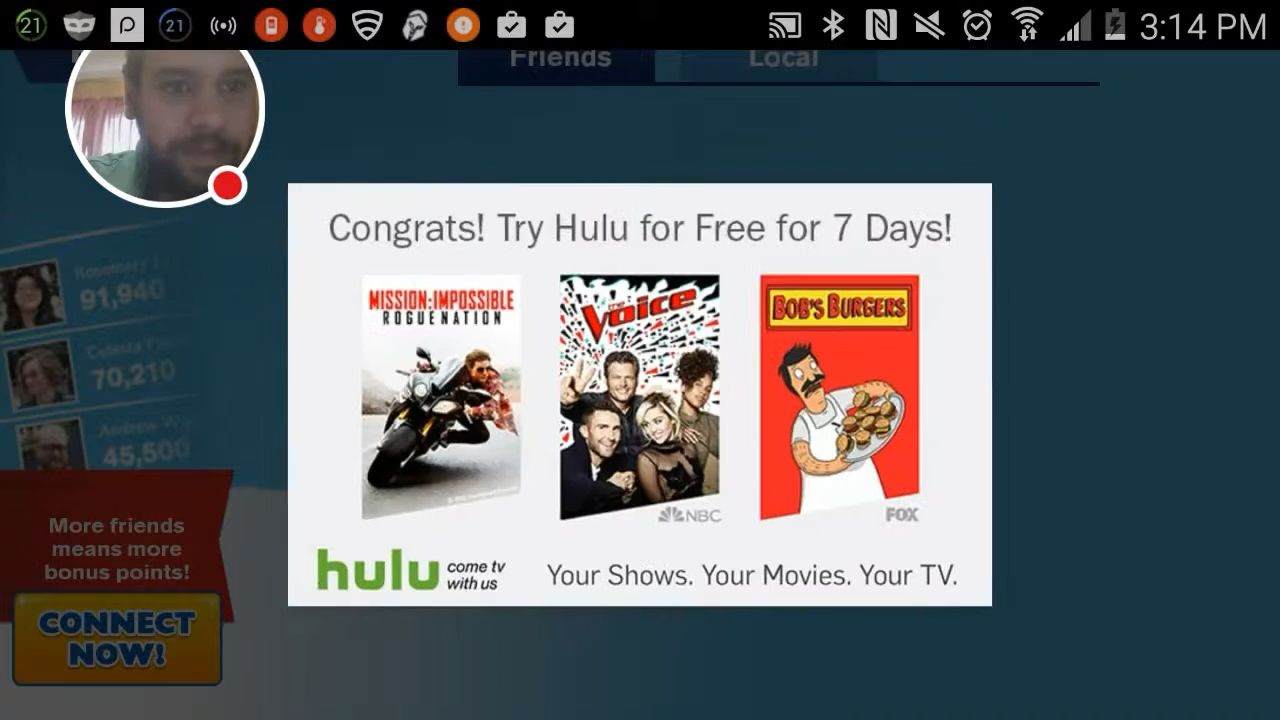 21
21
3:14 PM
Friends
Local
Congrats! Try Hulu for Free for 7 Days!
MISSION:IMPOSSIBLE
ROGUE NATION
THE
Voice
BOB'S BURGERS
91,940
70,210
45,500
NBC
FOX
More friends
means more
bonus points!
CONNECT
NOW!
hulu
come tv
with us
Your Shows. Your Movies. Your TV.